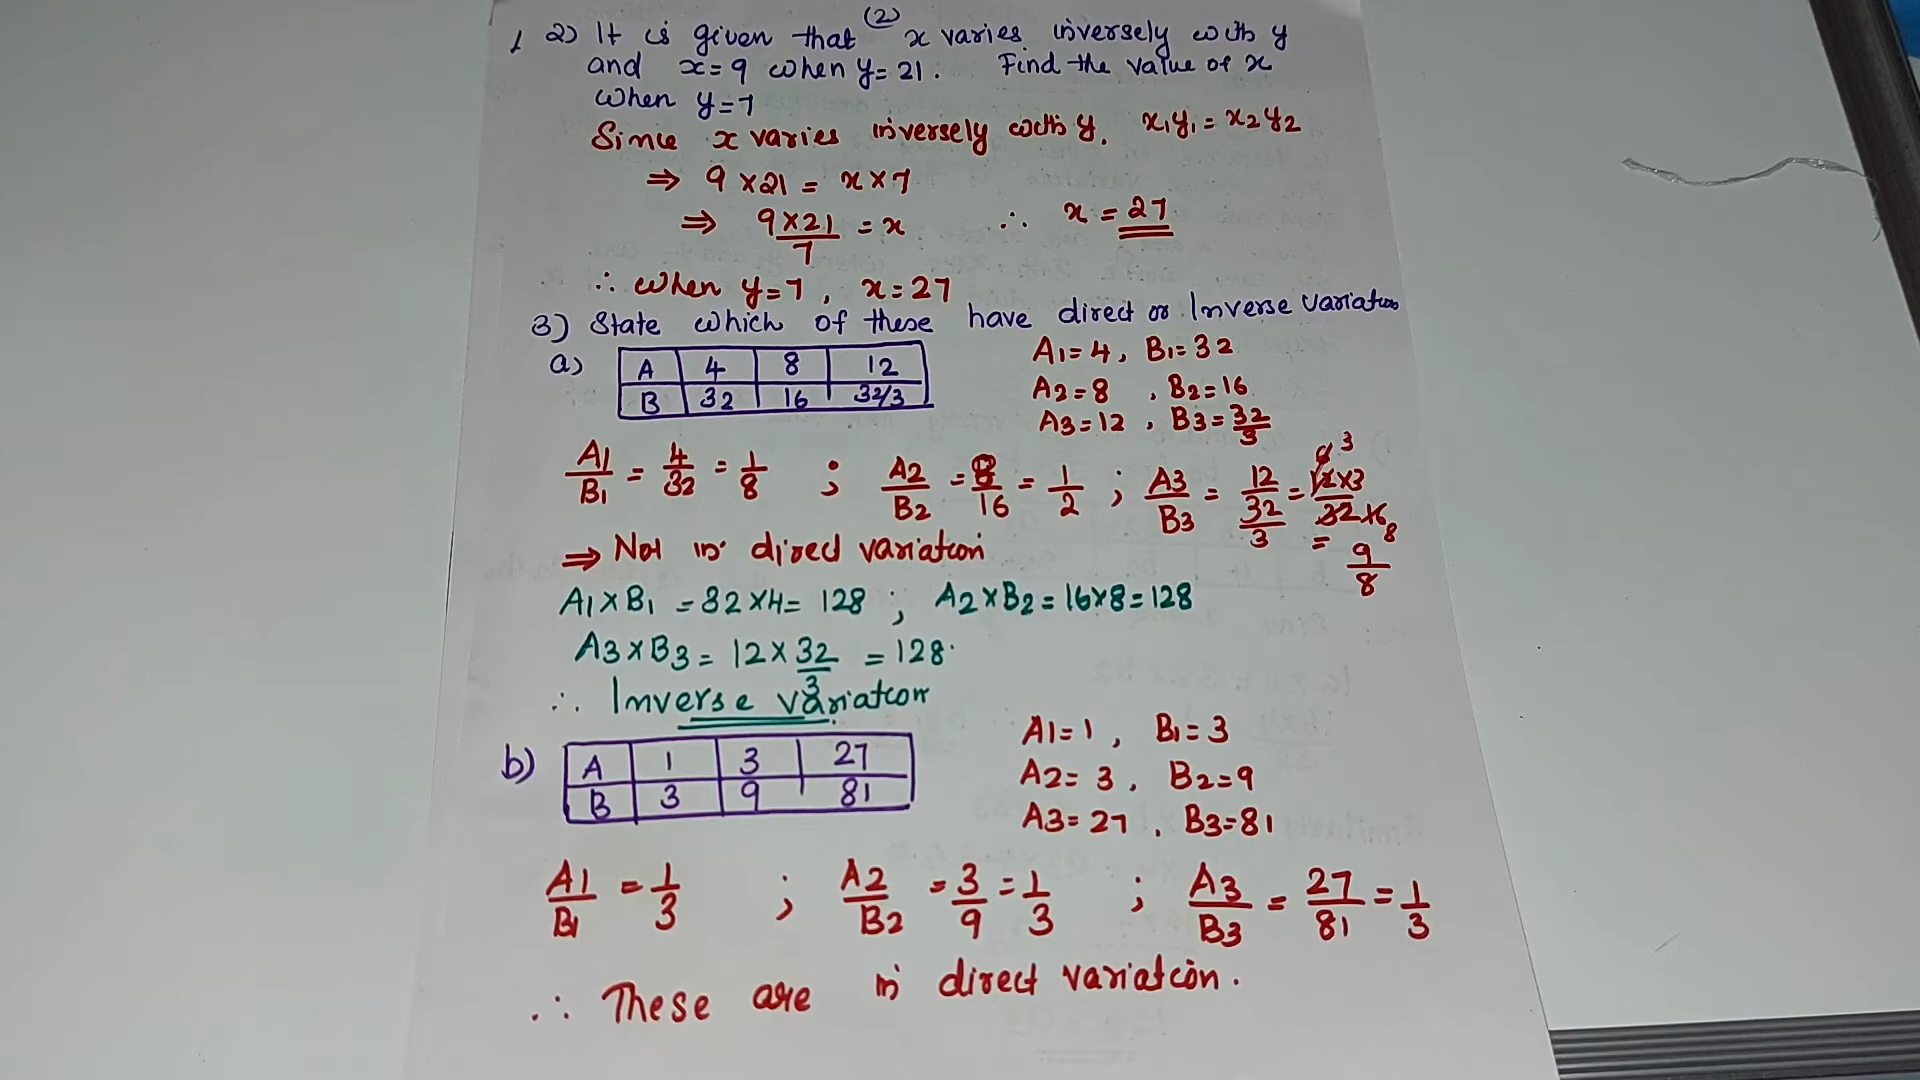 (2)
1 2) It is given that x varies inversely with y
and x=9 when y=21. Find the value of x
when y=7
Since x varies inversely with y, x1y1 = x2y2
⇒ 9×21 = x×7
⇒ 9×21/7 = x ∴ x = 27
∴ when y=7, x=27
3) State which of these have direct or Inverse variation
a) A 4 8 12
B 32 16 32/3
A1=4, B1=32
A2=8, B2=16
A3=12, B3=32/3
A1/B1 = 4/32 = 1/8 ; A2/B2 = 8/16 = 1/2 ; A3/B3 = 12/(32/3) = 12×3/32
= 9/8
⇒ Not in direct variation
A1×B1 = 32×4= 128 ; A2×B2=16×8=128
A3×B3= 12×32/3 = 128.
∴ Inverse variation
b) A 1 3 27
B 3 9 81
A1=1, B1=3
A2=3, B2=9
A3=27, B3=81
A1/B1 = 1/3 ; A2/B2 = 3/9 = 1/3 ; A3/B3 = 27/81 = 1/3
∴ These are in direct variation.